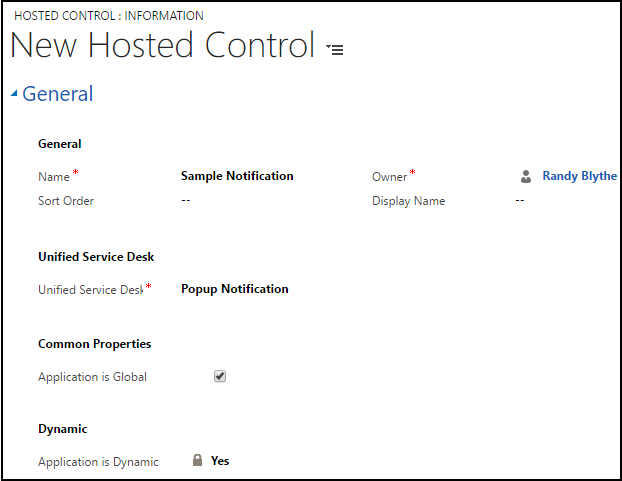 HOSTED CONTROL : INFORMATION
New Hosted Control
General
General
Name * Sample Notification Owner * Randy Blythe
Sort Order -- Display Name --
Unified Service Desk
Unified Service Desk * Popup Notification
Common Properties
Application is Global
Dynamic
Application is Dynamic Yes